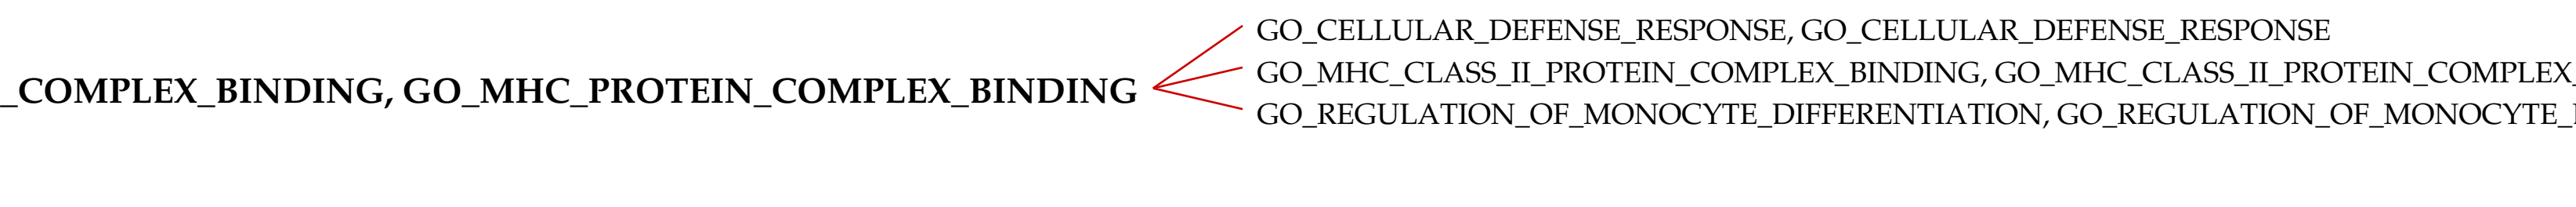 GO_CELLULAR_DEFENSE_RESPONSE, GO_CELLULAR_DEFENSE_RESPONSE
GO_MHC_CLASS_II_PROTEIN_COMPLEX_BINDING, GO_MHC_CLASS_II_PROTEIN_COMPLEX_
_COMPLEX_BINDING, GO_MHC_PROTEIN_COMPLEX_BINDING
GO_REGULATION_OF_MONOCYTE_DIFFERENTIATION, GO_REGULATION_OF_MONOCYTE_